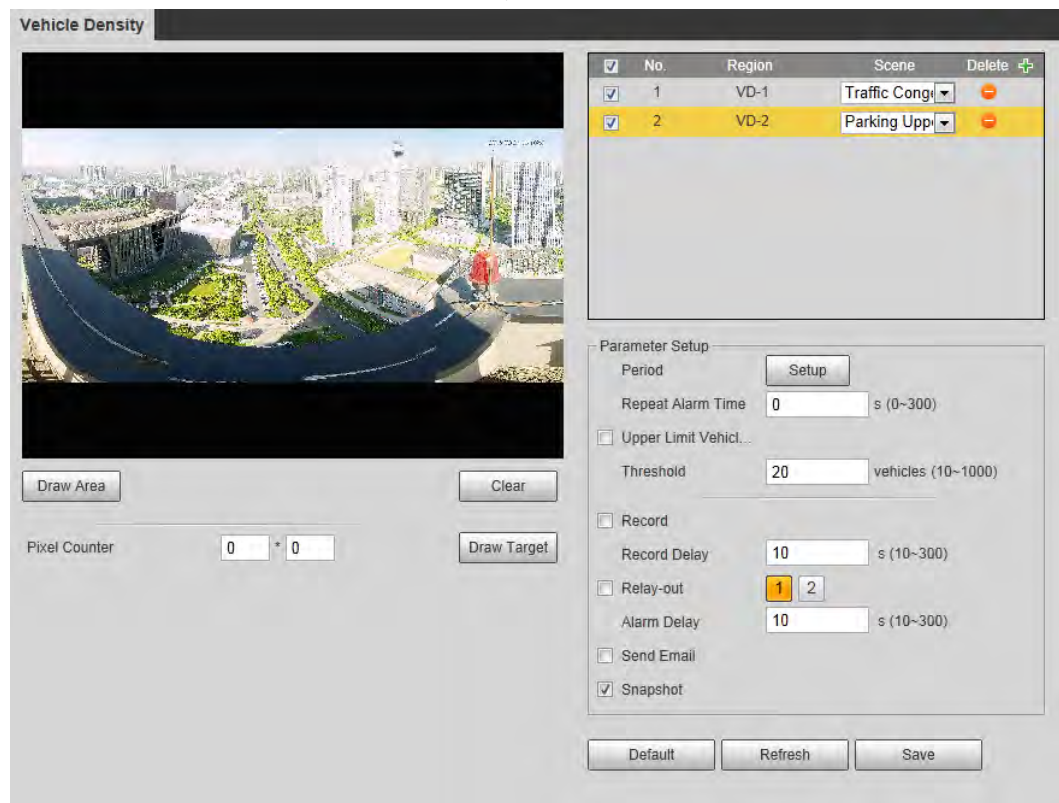 Vehicle Density
No. Region Scene Delete
1 VD-1 Traffic Conge
2 VD-2 Parking Uppe
Draw Area Clear
Pixel Counter 0 * 0 Draw Target
Parameter Setup
Period Setup
Repeat Alarm Time 0 s (0~300)
Upper Limit Vehicl...
Threshold 20 vehicles (10~1000)
Record
Record Delay 10 s (10~300)
Relay-out 1 2
Alarm Delay 10 s (10~300)
Send Email
Snapshot
Default Refresh Save